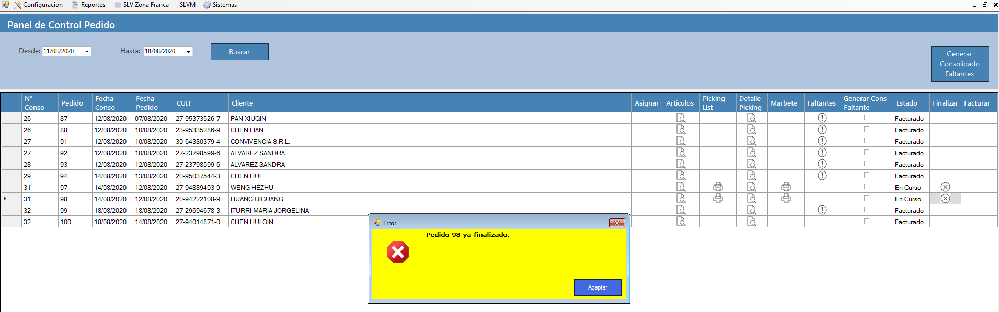 Configuracion Reportes SLV Zona Franca SLVM Sistemas
Panel de Control Pedido
Desde: 11/08/2020 Hasta: 18/08/2020 Buscar
Generar
Consolidado
Faltantes
N° Conso Pedido Fecha Conso Fecha Pedido CUIT Cliente Asignar Articulos Picking List Detalle Picking Marbete Faltantes Generar Cons Faltante Estado Finalizar Facturar
26 87 12/08/2020 07/08/2020 27-95373526-7 PAN XIUQIN Facturado
26 88 12/08/2020 10/08/2020 23-95335286-9 CHEN LIAN Facturado
27 91 12/08/2020 10/08/2020 30-64380379-4 CONVIVENCIA S.R.L. Facturado
27 92 12/08/2020 10/08/2020 27-23798599-6 ALVAREZ SANDRA Facturado
28 93 12/08/2020 12/08/2020 27-23798599-6 ALVAREZ SANDRA Facturado
29 94 14/08/2020 13/08/2020 20-95037544-3 CHEN HUI Facturado
31 97 14/08/2020 12/08/2020 27-94889403-9 WENG HEZHU En Curso
31 98 14/08/2020 12/08/2020 20-94222108-9 HUANG QIGUANG En Curso
32 99 18/08/2020 18/08/2020 27-29694678-3 ITURRI MARIA JORGELINA Facturado
32 100 18/08/2020 14/08/2020 27-94014871-0 CHEN HUI QIN Facturado
Error
Pedido 98 ya finalizado.
Aceptar